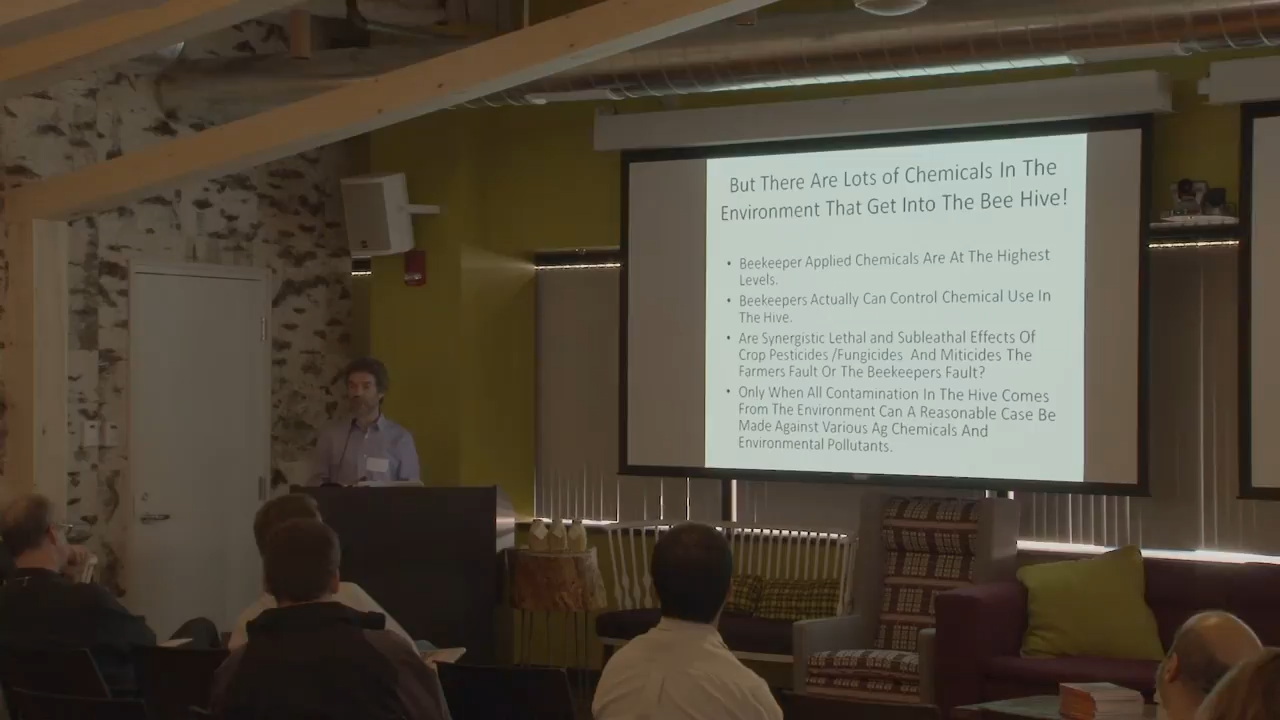 But There Are Lots of Chemicals In The
Environment That Get Into The Bee Hive!
• Beekeeper Applied Chemicals Are At The Highest
Levels.
• Beekeepers Actually Can Control Chemical Use In
The Hive.
• Are Synergistic Lethal and Subleathal Effects Of
Crop Pesticides /Fungicides And Miticides The
Farmers Fault Or The Beekeepers Fault?
• Only When All Contamination In The Hive Comes
From The Environment Can A Reasonable Case Be
Made Against Various Ag Chemicals And
Environmental Pollutants.